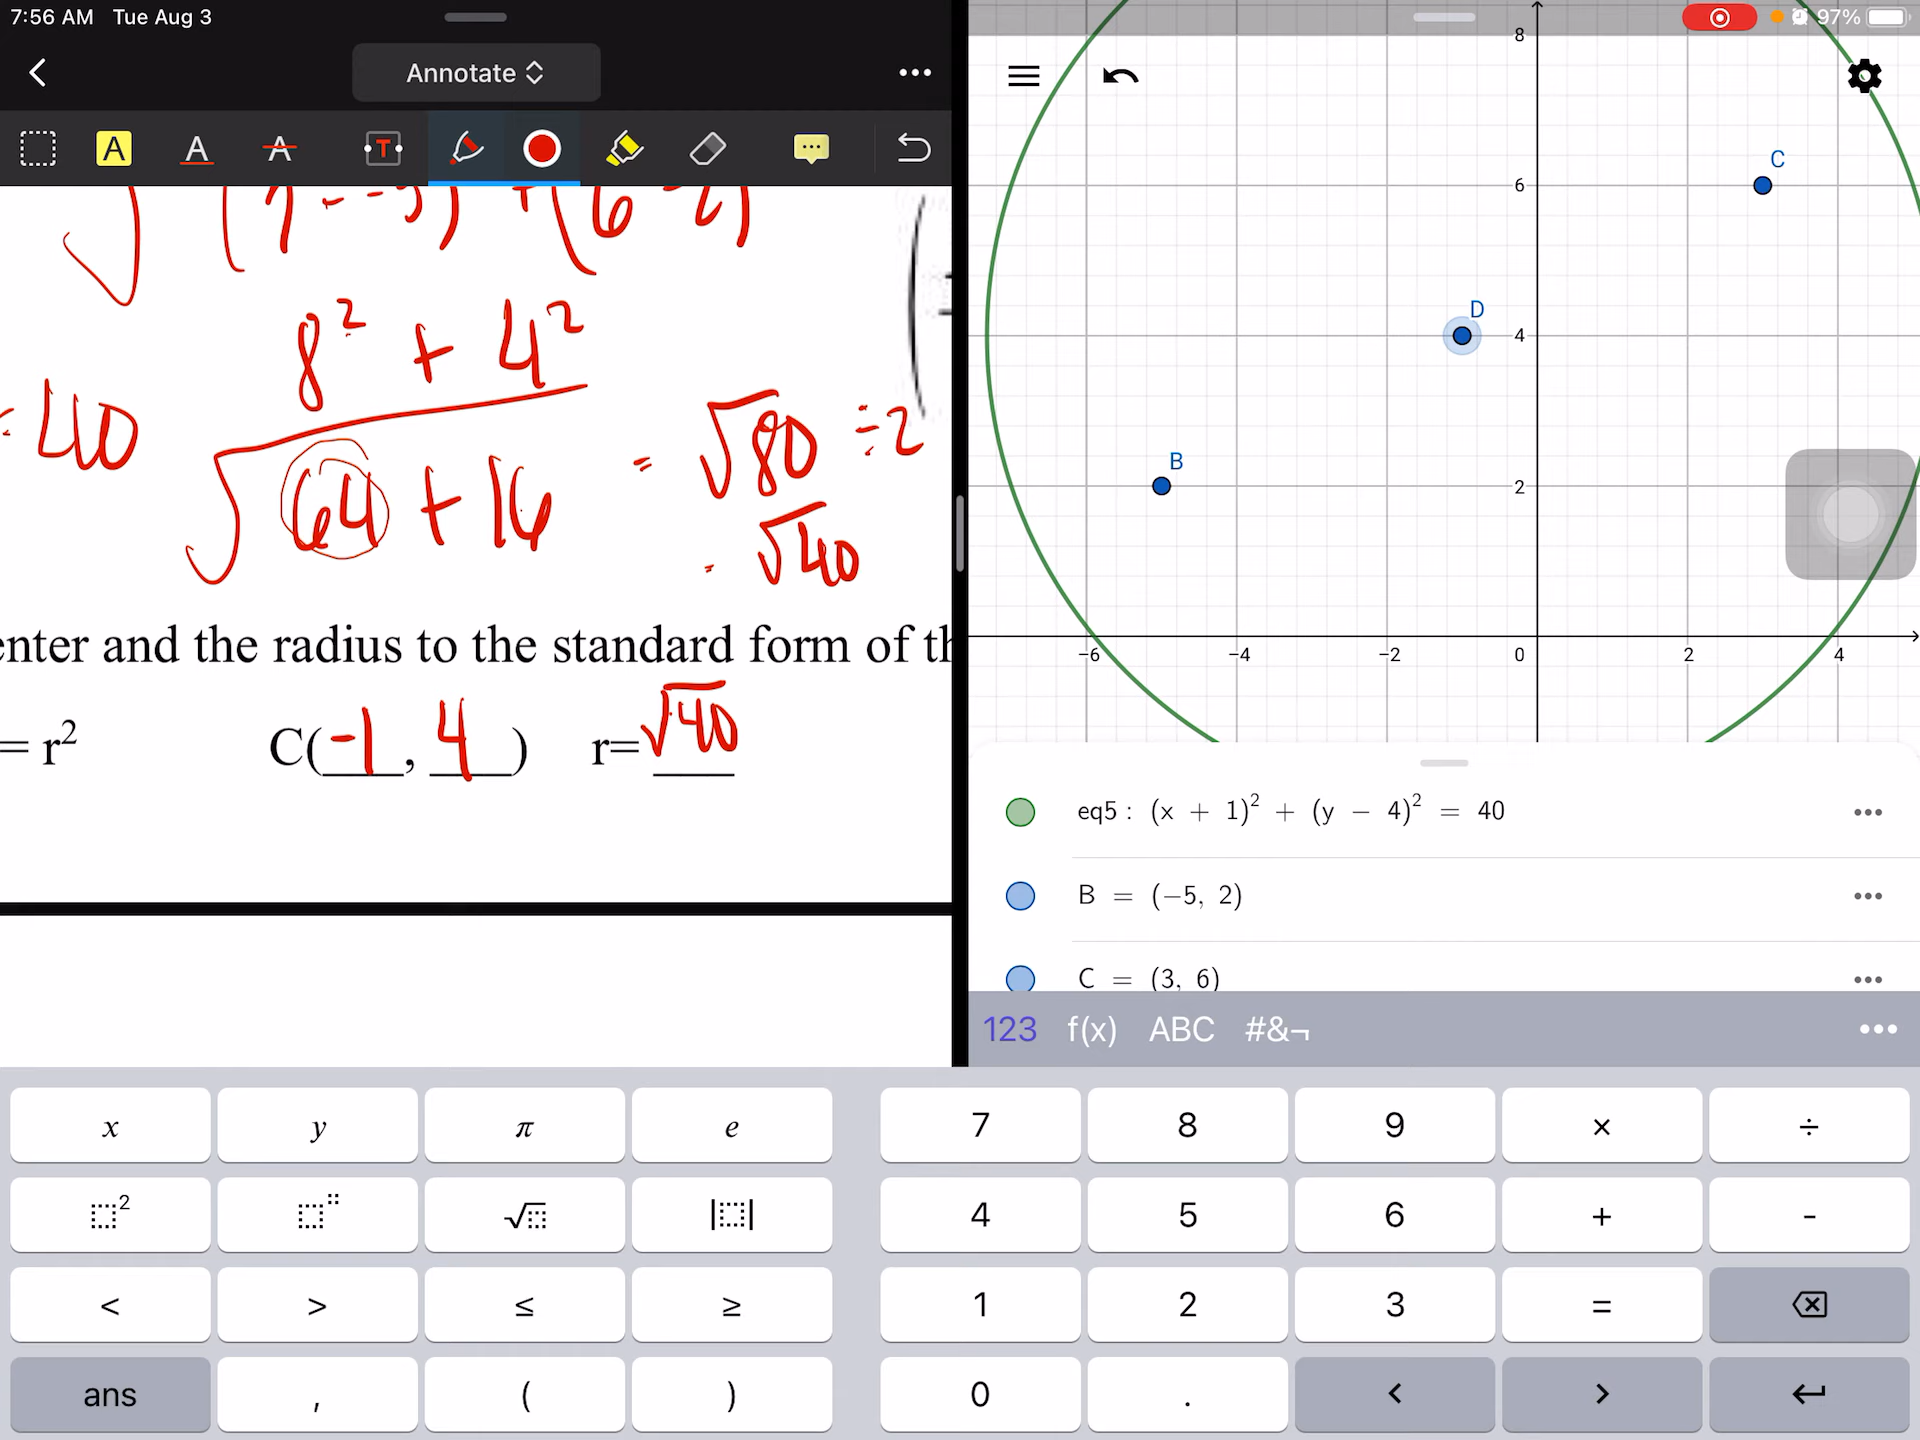 7:56 AM Tue Aug 3
97%
Annotate
A A A T
(6 - 2)
8² + 4²
= 40
√64 + 16 = √80 ÷2
= √40
enter and the radius to the standard form of th
= r² C(-1, 4) r=√40
8
6
4
2
-6 -4 -2 0 2 4
C
D
B
eq5 : (x + 1)² + (y − 4)² = 40
B = (−5, 2)
C = (3, 6)
123 f(x) ABC #&¬
x y π e 7 8 9 × ÷
² √ | | 4 5 6 + -
< > ≤ ≥ 1 2 3 =
ans , ( ) 0 . < >